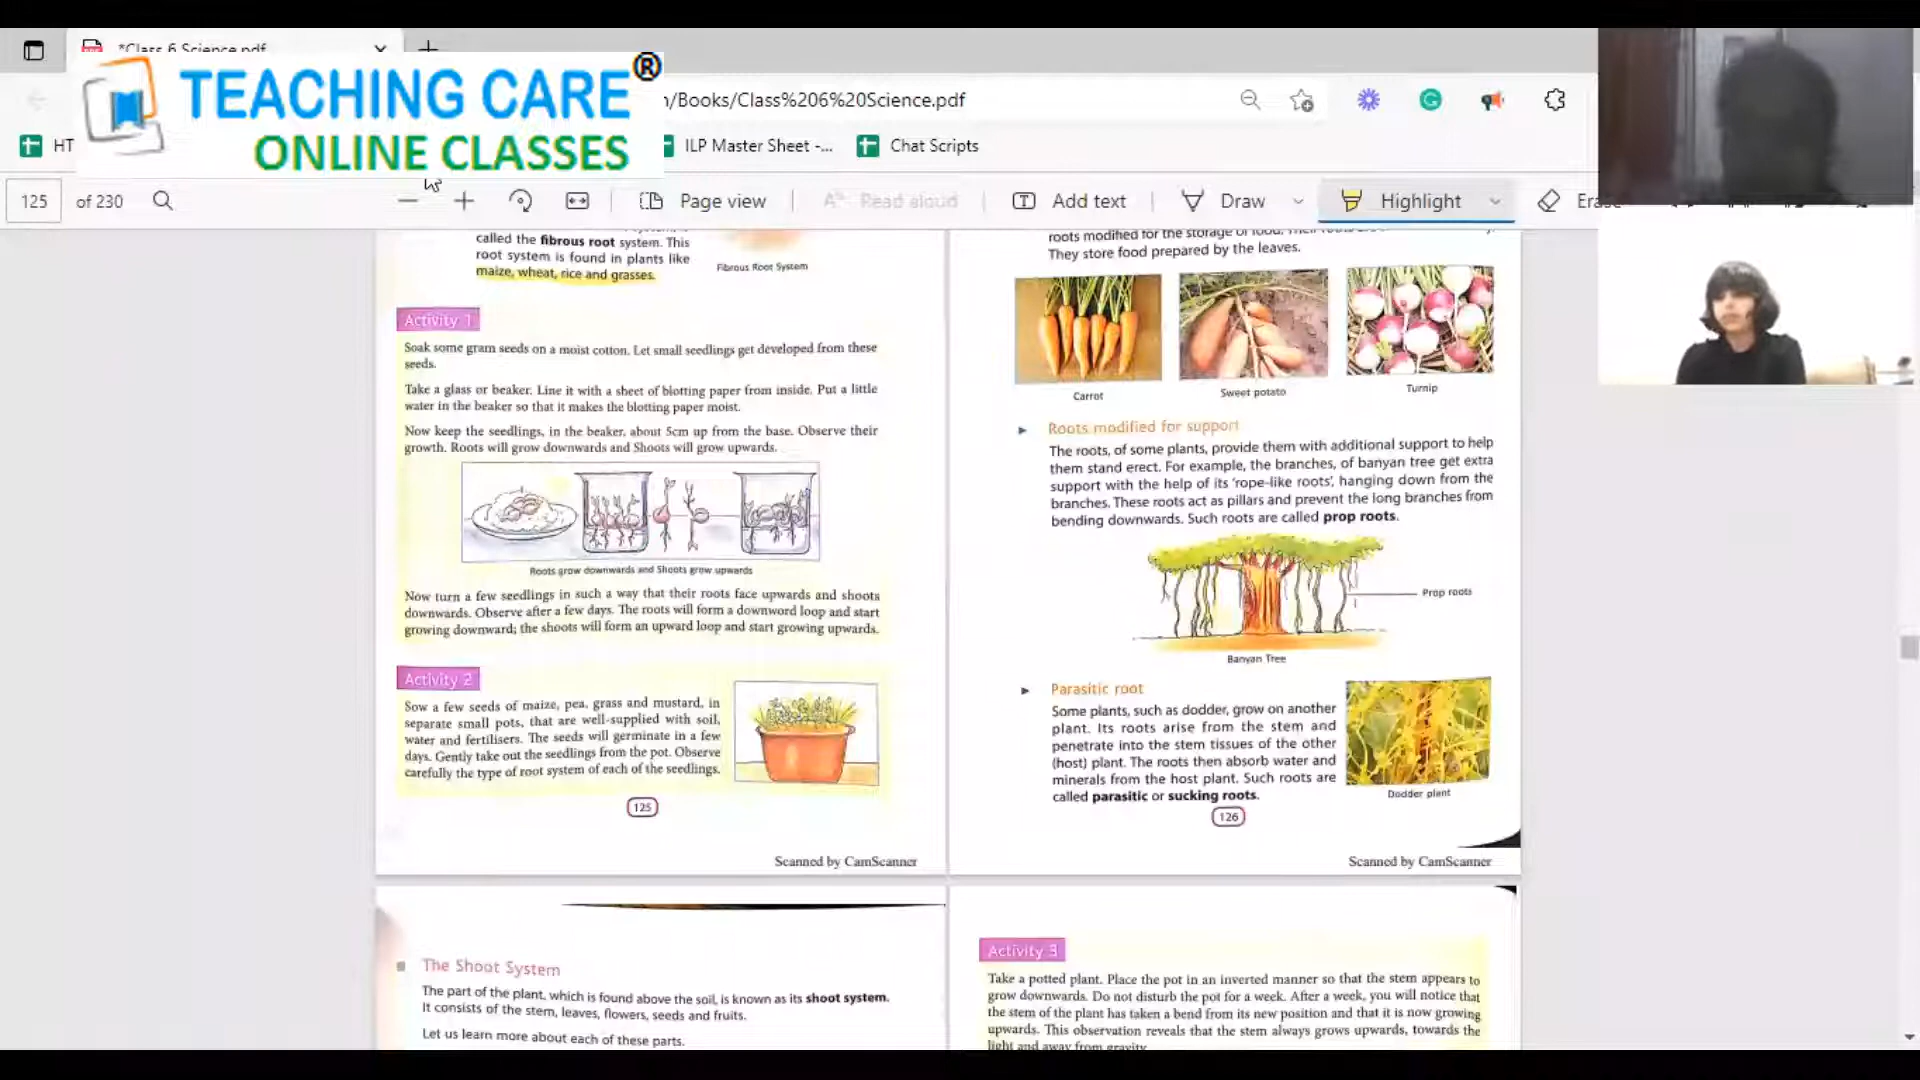 *Class 6 Science.pdf
TEACHING CARE®
ONLINE CLASSES
/Books/Class%206%20Science.pdf
HT
ILP Master Sheet -...
Chat Scripts
125 of 230
Page view
Read aloud
Add text
Draw
Highlight
called the fibrous root system. This
root system is found in plants like
maize, wheat, rice and grasses.
Fibrous Root System
Activity 1
Soak some gram seeds on a moist cotton. Let small seedlings get developed from these
seeds.
Take a glass or beaker. Line it with a sheet of blotting paper from inside. Put a little
water in the beaker so that it makes the blotting paper moist.
Now keep the seedlings, in the beaker, about 5cm up from the base. Observe their
growth. Roots will grow downwards and Shoots will grow upwards.
Roots grow downwards and Shoots grow upwards
Now turn a few seedlings in such a way that their roots face upwards and shoots
downwards. Observe after a few days. The roots will form a downword loop and start
growing downward; the shoots will form an upward loop and start growing upwards.
Activity 2
Sow a few seeds of maize, pea, grass and mustard, in
separate small pots, that are well-supplied with soil,
water and fertilisers. The seeds will germinate in a few
days. Gently take out the seedlings from the pot. Observe
carefully the type of root system of each of the seedlings.
125
Scanned by CamScanner
roots modified for the storage of food.
They store food prepared by the leaves.
Carrot
Sweet potato
Turnip
Roots modified for support
The roots, of some plants, provide them with additional support to help
them stand erect. For example, the branches, of banyan tree get extra
support with the help of its 'rope-like roots', hanging down from the
branches. These roots act as pillars and prevent the long branches from
bending downwards. Such roots are called prop roots.
Prop roots
Banyan Tree
Parasitic root
Some plants, such as dodder, grow on another
plant. Its roots arise from the stem and
penetrate into the stem tissues of the other
(host) plant. The roots then absorb water and
minerals from the host plant. Such roots are
called parasitic or sucking roots.
Dodder plant
126
Scanned by CamScanner
The Shoot System
The part of the plant, which is found above the soil, is known as its shoot system.
It consists of the stem, leaves, flowers, seeds and fruits.
Let us learn more about each of these parts.
Activity 3
Take a potted plant. Place the pot in an inverted manner so that the stem appears to
grow downwards. Do not disturb the pot for a week. After a week, you will notice that
the stem of the plant has taken a bend from its new position and that it is now growing
upwards. This observation reveals that the stem always grows upwards, towards the
light and away from gravity